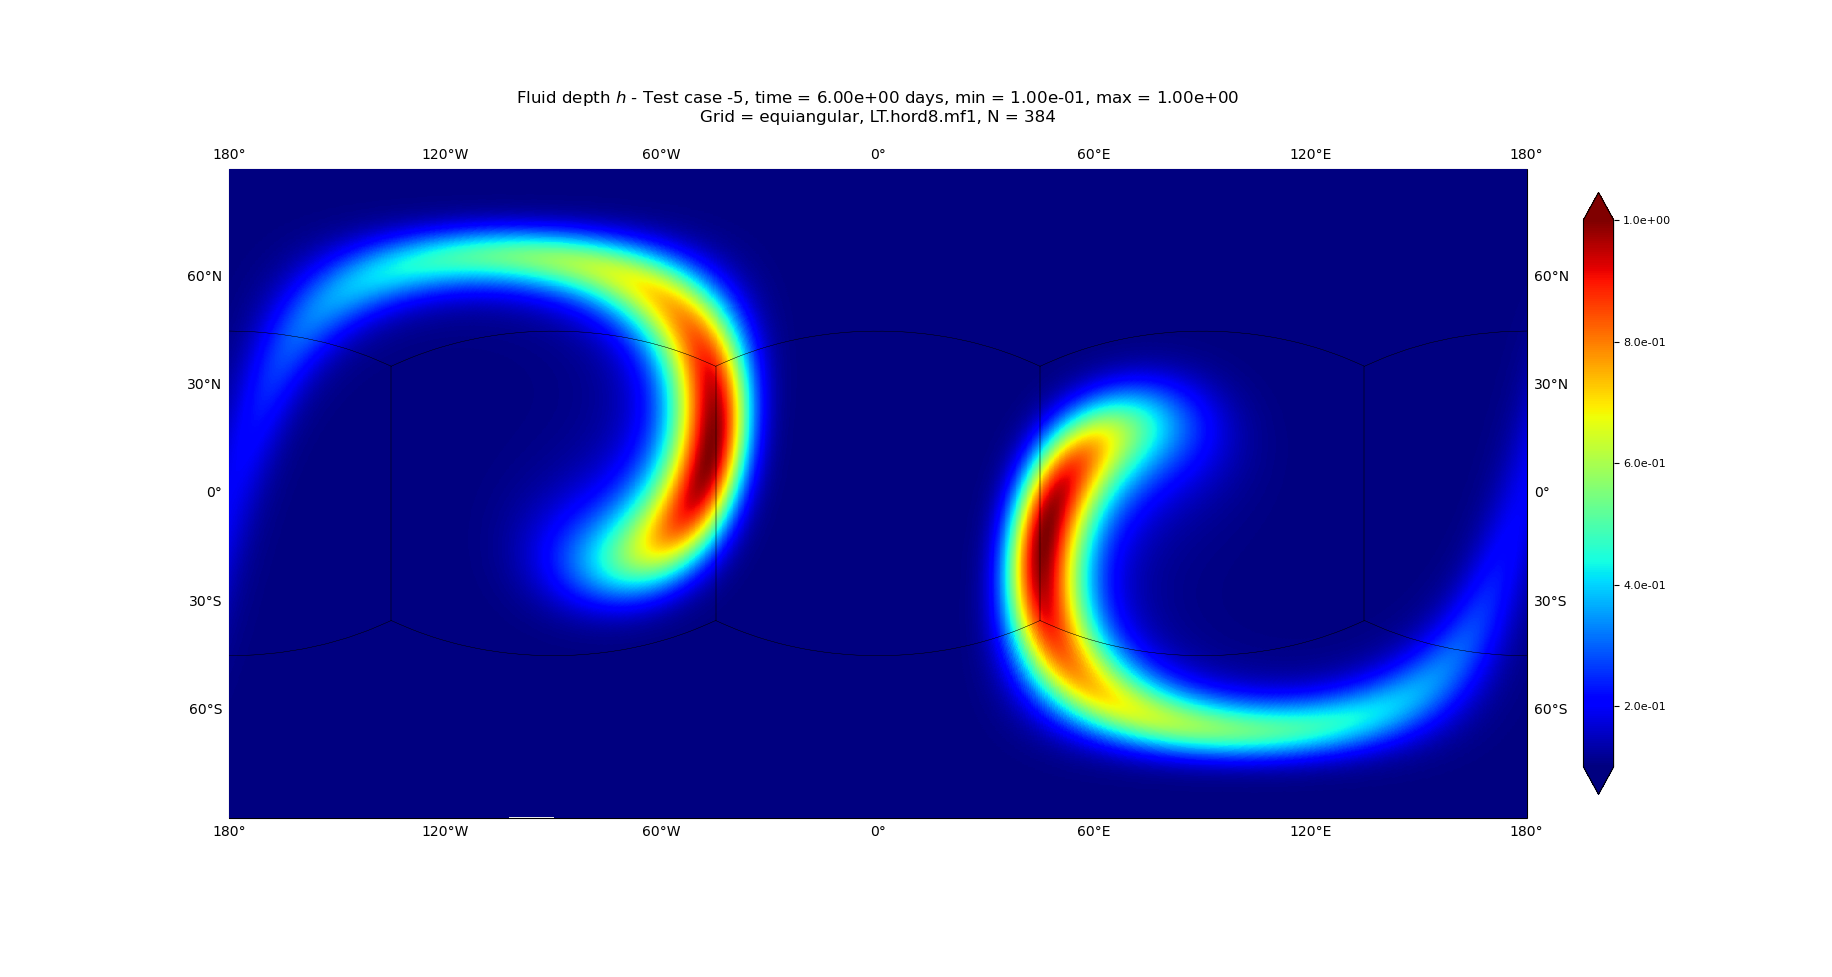 Fluid depth h - Test case -5, time = 6.00e+00 days, min = 1.00e-01, max = 1.00e+00
Grid = equiangular, LT.hord8.mf1, N = 384
180° 120°W 60°W 0° 60°E 120°E 180°
1.0e+00
60°N 60°N
8.0e-01
30°N 30°N
6.0e-01
0° 0°
4.0e-01
30°S 30°S
2.0e-01
60°S 60°S
180° 120°W 60°W 0° 60°E 120°E 180°